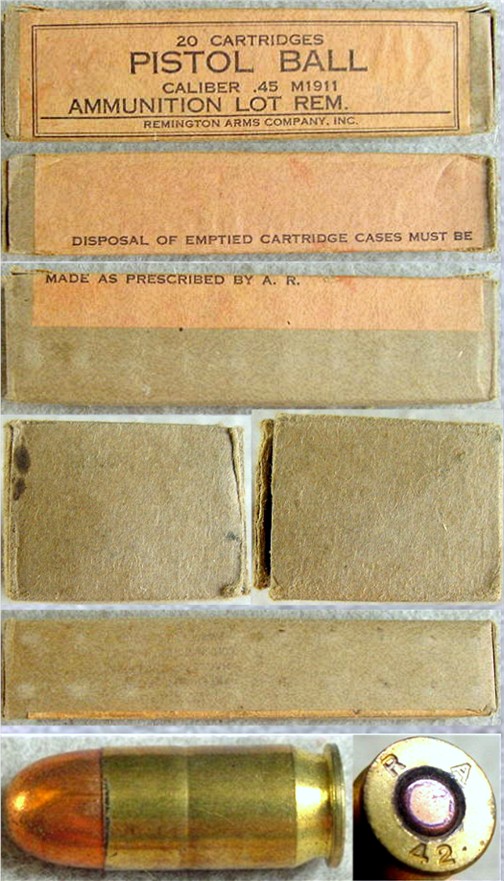 20 CARTRIDGES
PISTOL BALL
CALIBER .45 M1911
AMMUNITION LOT REM.
REMINGTON ARMS COMPANY, INC.
DISPOSAL OF EMPTIED CARTRIDGE CASES MUST BE
MADE AS PRESCRIBED BY A. R.
R A
42.